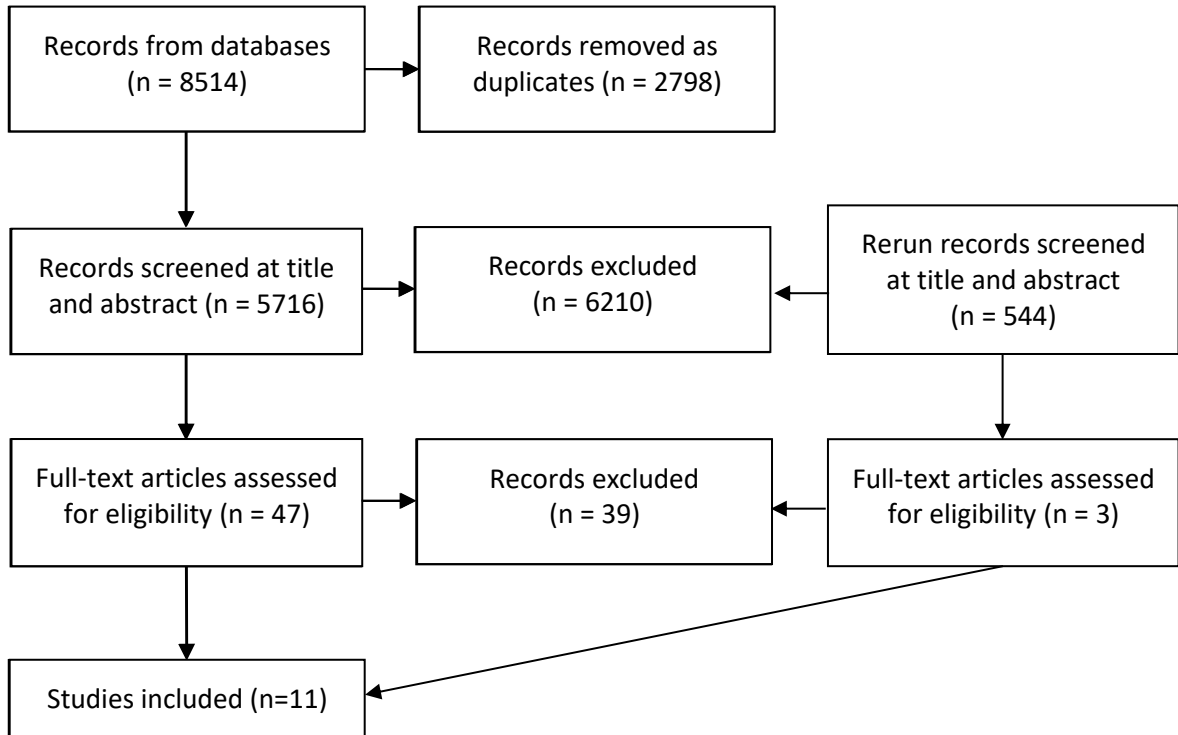 Records from databases
(n = 8514)
Records removed as
duplicates (n = 2798)
Records screened at title
and abstract (n = 5716)
Records excluded
(n = 6210)
Rerun records screened
at title and abstract
(n = 544)
Full-text articles assessed
for eligibility (n = 47)
Records excluded
(n = 39)
Full-text articles assessed
for eligibility (n = 3)
Studies included (n=11)